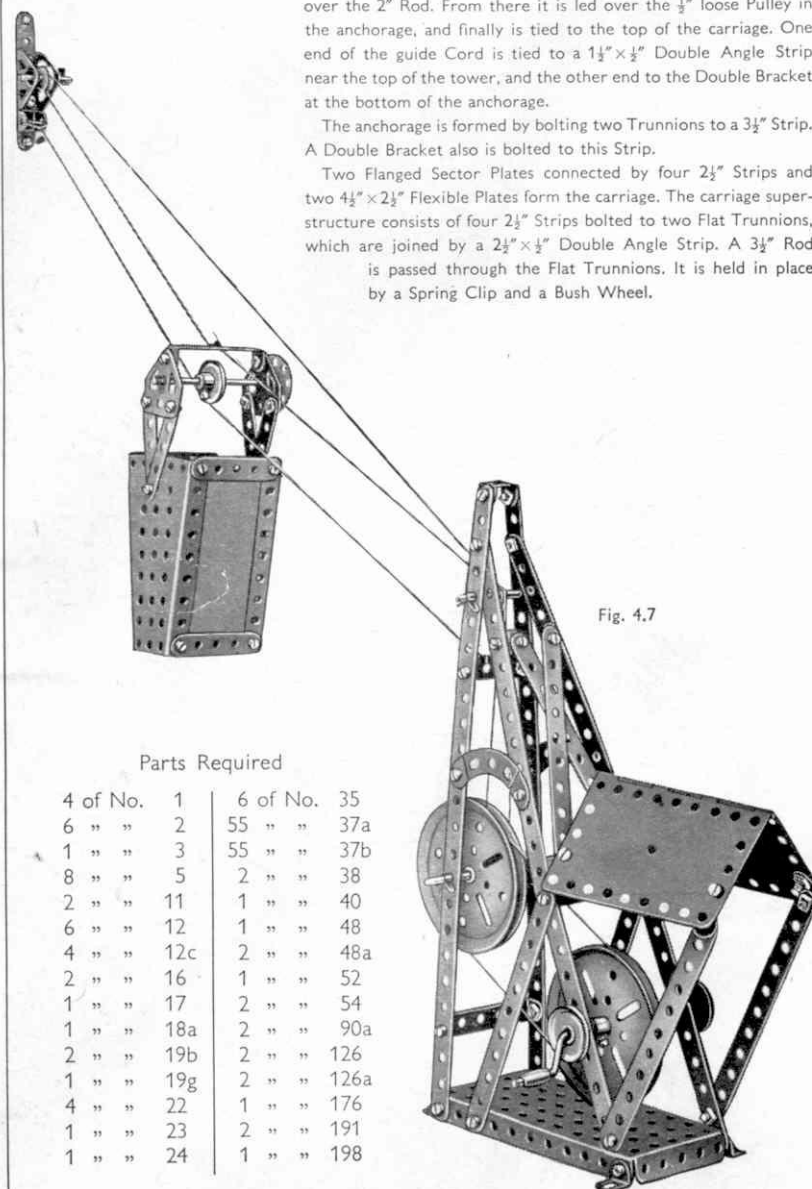 over the 2" Rod. From there it is led over the ½" loose Pulley in
the anchorage, and finally is tied to the top of the carriage. One
end of the guide Cord is tied to a 1½"×½" Double Angle Strip
near the top of the tower, and the other end to the Double Bracket
at the bottom of the anchorage.
The anchorage is formed by bolting two Trunnions to a 3½" Strip.
A Double Bracket also is bolted to this Strip.
Two Flanged Sector Plates connected by four 2½" Strips and
two 4½"×2½" Flexible Plates form the carriage. The carriage super-
structure consists of four 2½" Strips bolted to two Flat Trunnions,
which are joined by a 2½"×½" Double Angle Strip. A 3½" Rod
is passed through the Flat Trunnions. It is held in place
by a Spring Clip and a Bush Wheel.
Fig. 4.7
Parts Required
4 of No. 1
6 " " 2
1 " " 3
8 " " 5
2 " " 11
6 " " 12
4 " " 12c
2 " " 16
1 " " 17
1 " " 18a
2 " " 19b
1 " " 19g
4 " " 22
1 " " 23
1 " " 24
6 of No. 35
55 " " 37a
55 " " 37b
2 " " 38
1 " " 40
1 " " 48
2 " " 48a
1 " " 52
2 " " 54
2 " " 90a
2 " " 126
2 " " 126a
1 " " 176
2 " " 191
1 " " 198